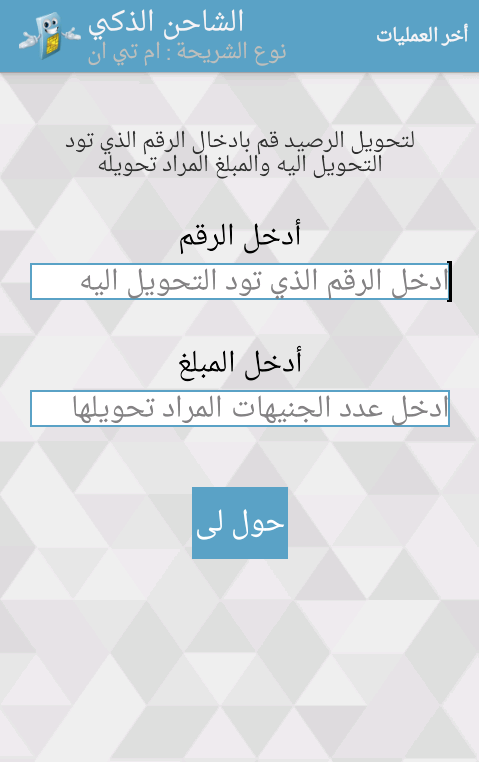 الشاحن الذكي
نوع الشريحة : ام تي ان
أخر العمليات
لتحويل الرصيد قم بادخال الرقم الذي تود
التحويل اليه والمبلغ المراد تحويله
أدخل الرقم
ادخل الرقم الذي تود التحويل اليه
أدخل المبلغ
ادخل عدد الجنيهات المراد تحويلها
حول لى